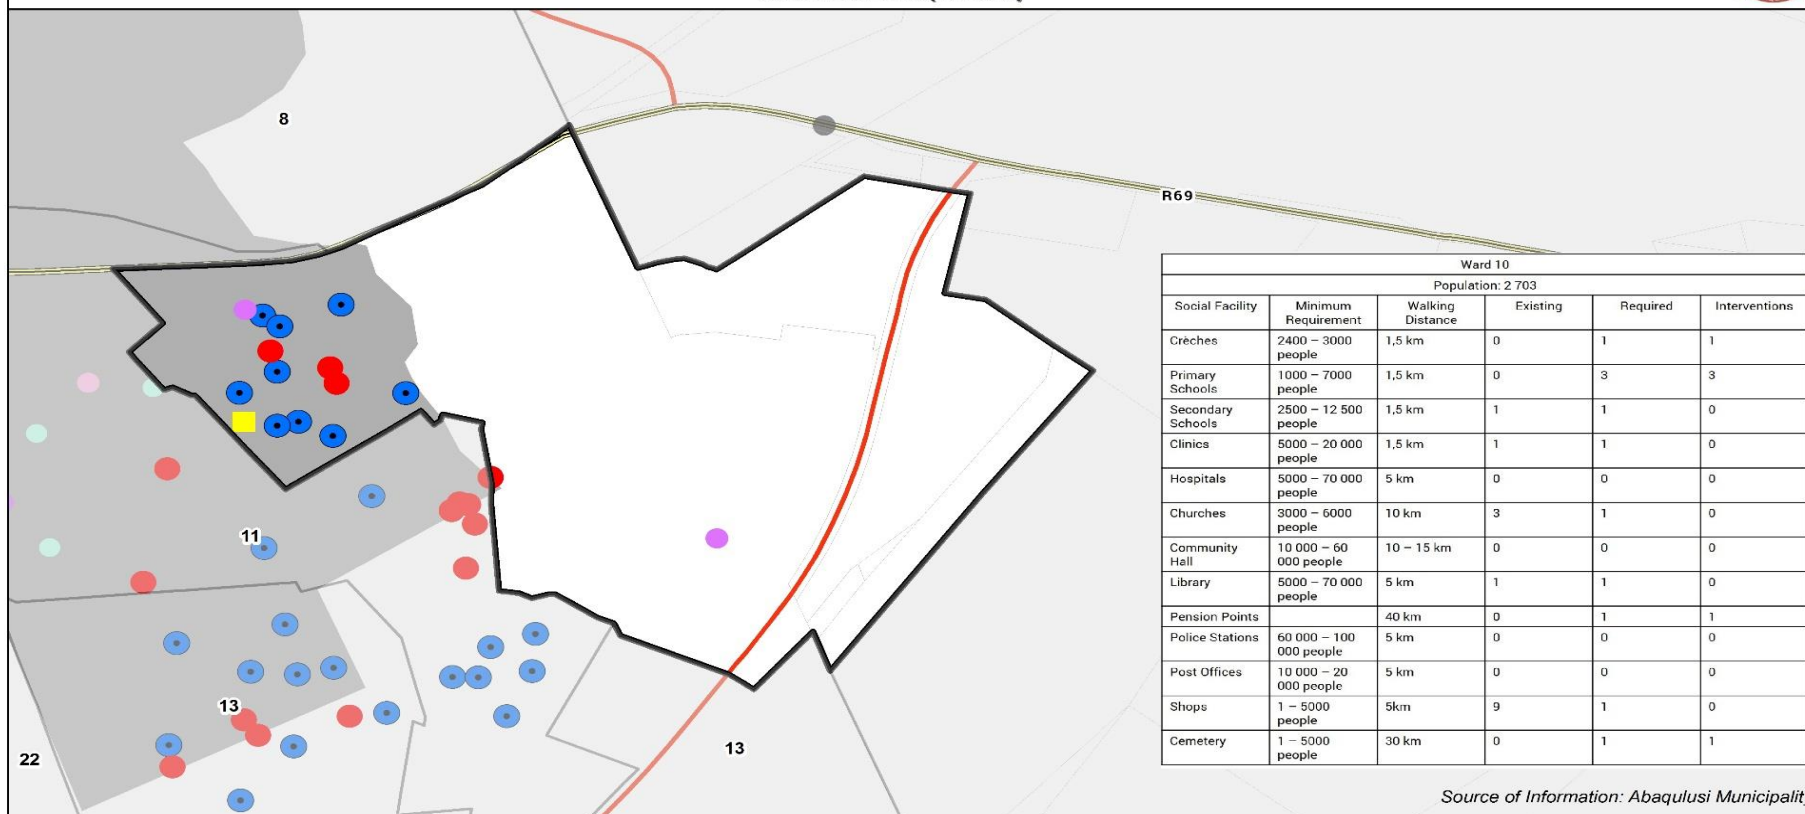 8
R69
11
13
22
13
Ward 10
Population: 2 703
Social Facility Minimum Requirement Walking Distance Existing Required Interventions
Crèches 2400 – 3000 people 1,5 km 0 1 1
Primary Schools 1000 – 7000 people 1,5 km 0 3 3
Secondary Schools 2500 – 12 500 people 1,5 km 1 1 0
Clinics 5000 – 20 000 people 1,5 km 1 1 0
Hospitals 5000 – 70 000 people 5 km 0 0 0
Churches 3000 – 6000 people 10 km 3 1 0
Community Hall 10 000 – 60 000 people 10 – 15 km 0 0 0
Library 5000 – 70 000 people 5 km 1 1 0
Pension Points 40 km 0 1 1
Police Stations 60 000 – 100 000 people 5 km 0 0 0
Post Offices 10 000 – 20 000 people 5 km 0 0 0
Shops 1 – 5000 people 5km 9 1 0
Cemetery 1 – 5000 people 30 km 0 1 1
Source of Information: Abaqulusi Municipality